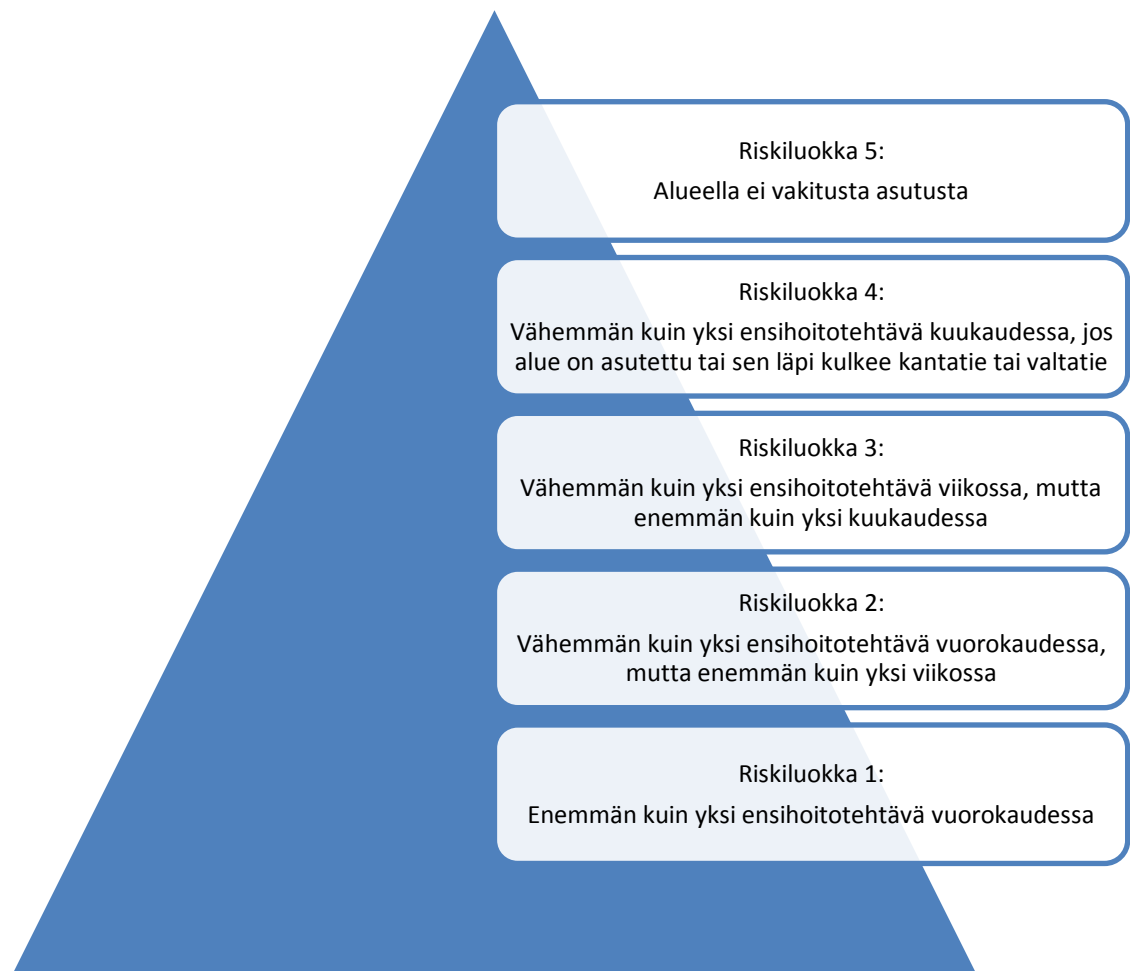 Riskiluokka 5:
Alueella ei vakitusta asutusta
Riskiluokka 4:
Vähemmän kuin yksi ensihoitotehtävä kuukaudessa, jos
alue on asutettu tai sen läpi kulkee kantatie tai valtatie
Riskiluokka 3:
Vähemmän kuin yksi ensihoitotehtävä viikossa, mutta
enemmän kuin yksi kuukaudessa
Riskiluokka 2:
Vähemmän kuin yksi ensihoitotehtävä vuorokaudessa,
mutta enemmän kuin yksi viikossa
Riskiluokka 1:
Enemmän kuin yksi ensihoitotehtävä vuorokaudessa